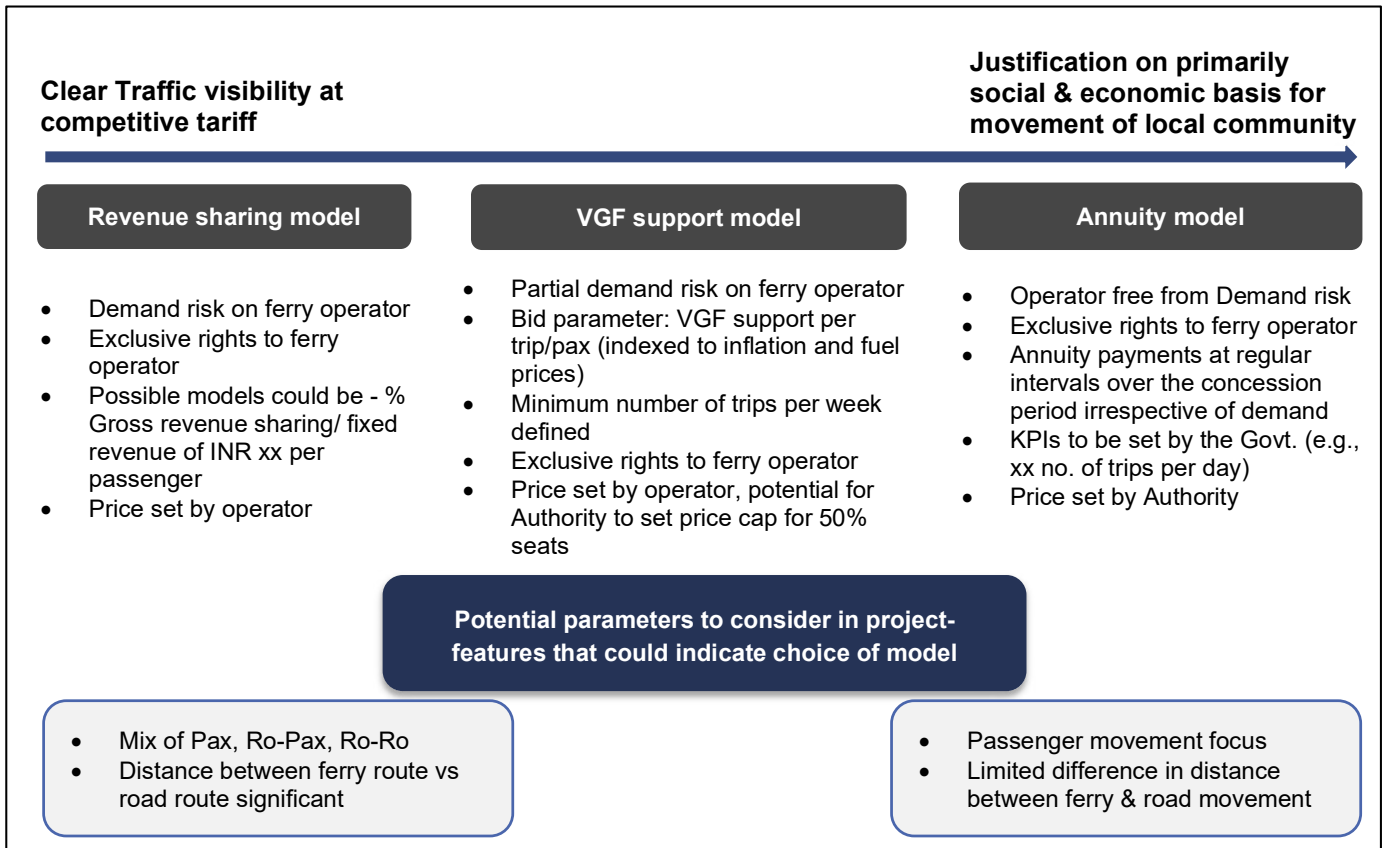 Clear Traffic visibility at
competitive tariff
Justification on primarily
social & economic basis for
movement of local community
Revenue sharing model
VGF support model
Annuity model
• Demand risk on ferry operator
• Exclusive rights to ferry
operator
• Possible models could be - %
Gross revenue sharing/ fixed
revenue of INR xx per
passenger
• Price set by operator
• Partial demand risk on ferry operator
• Bid parameter: VGF support per
trip/pax (indexed to inflation and fuel
prices)
• Minimum number of trips per week
defined
• Exclusive rights to ferry operator
• Price set by operator, potential for
Authority to set price cap for 50%
seats
• Operator free from Demand risk
• Exclusive rights to ferry operator
• Annuity payments at regular
intervals over the concession
period irrespective of demand
• KPIs to be set by the Govt. (e.g.,
xx no. of trips per day)
• Price set by Authority
Potential parameters to consider in project-
features that could indicate choice of model
• Mix of Pax, Ro-Pax, Ro-Ro
• Distance between ferry route vs
road route significant
• Passenger movement focus
• Limited difference in distance
between ferry & road movement